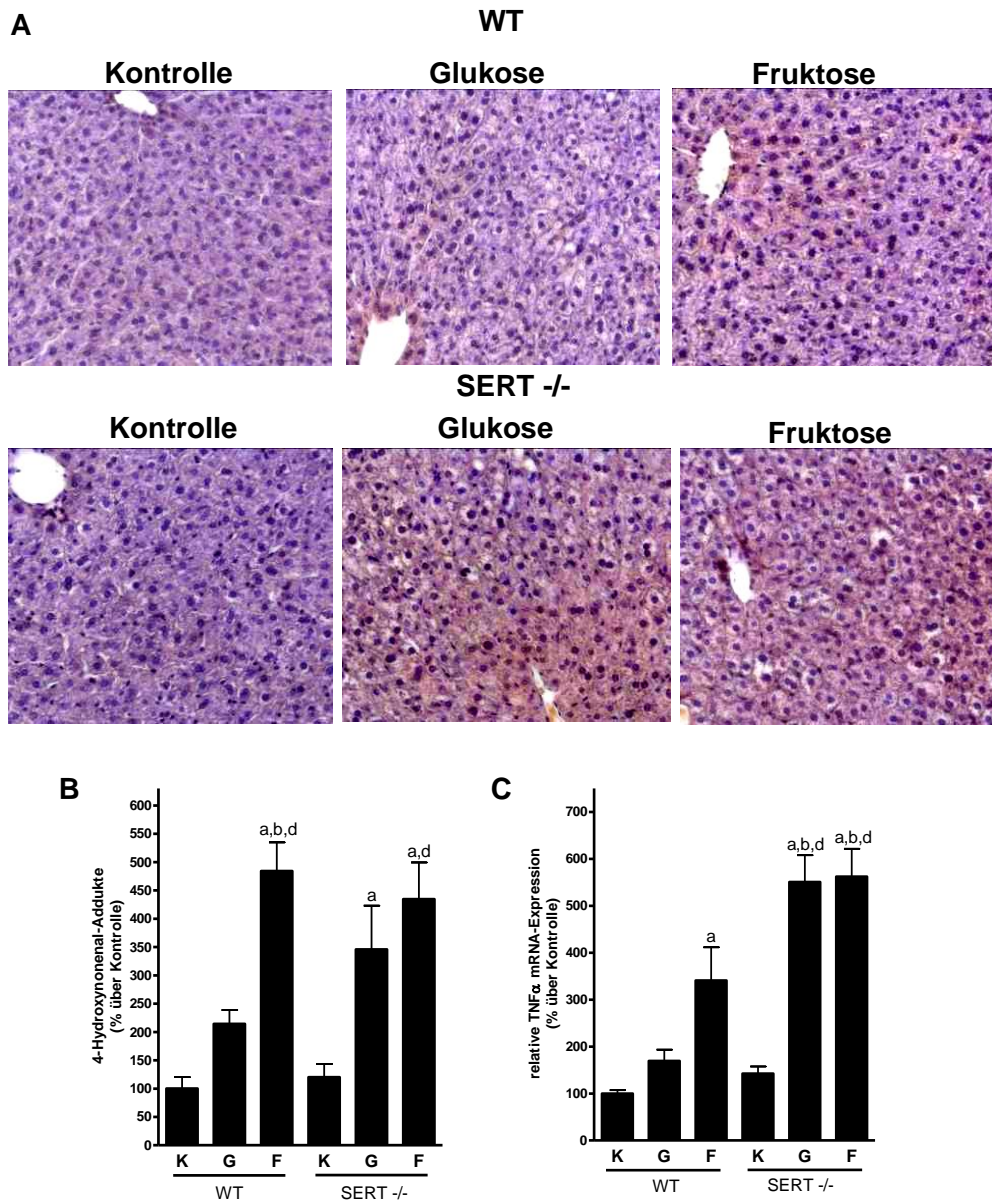 A
WT
Kontrolle Glukose Fruktose
SERT -/-
Kontrolle Glukose Fruktose
B
4-Hydroxynonenal-Addukte
(% über Kontrolle)
600
550
500
450
400
350
300
250
200
150
100
50
0
a,b,d
a
a,d
K G F K G F
WT SERT -/-
C
relative TNFα mRNA-Expression
(% über Kontrolle)
700
600
500
400
300
200
100
0
a
a,b,d
a,b,d
K G F K G F
WT SERT -/-